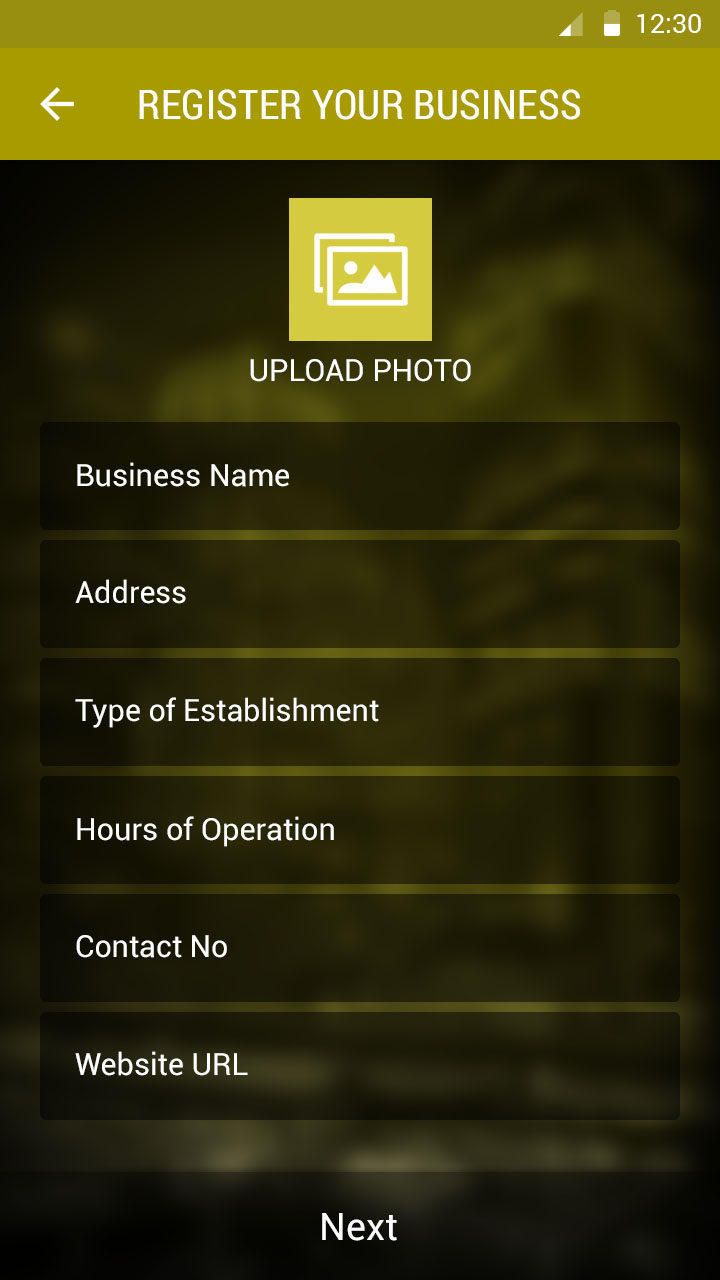 12:30
REGISTER YOUR BUSINESS
UPLOAD PHOTO
Business Name
Address
Type of Establishment
Hours of Operation
Contact No
Website URL
Next